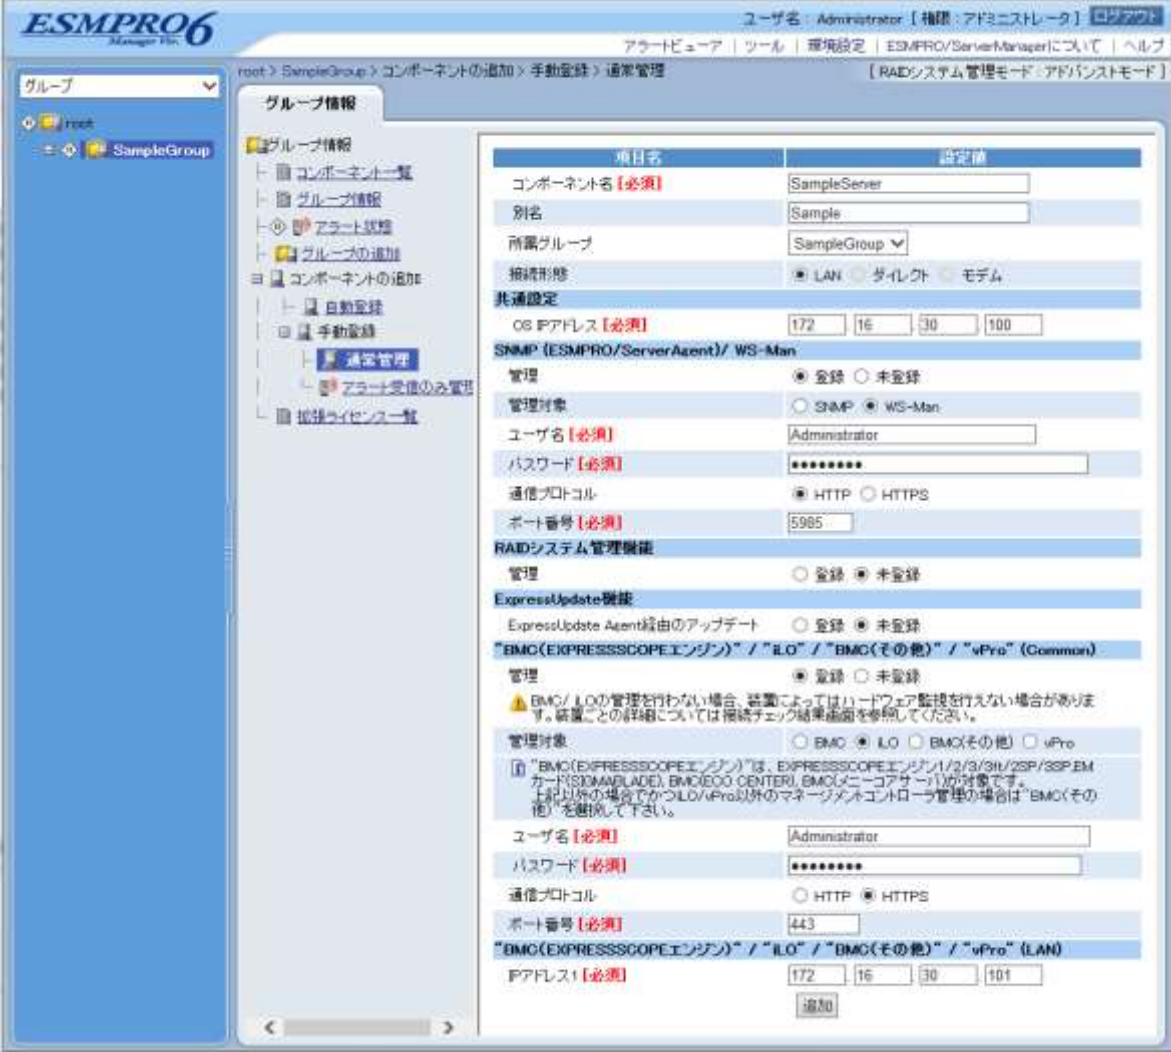 ESMPRO6
Manager Ver.
ユーザ名 : Administrator [ 権限 : アドミニストレータ ] ログアウト
アラートビューア | ツール | 環境設定 | ESMPRO/ServerManagerについて | ヘルプ
グループ
root
SampleGroup
root > SampleGroup > コンポーネントの追加 > 手動登録 > 通常管理
[ RAIDシステム管理モード : アドバンストモード ]
グループ情報
グループ情報
コンポーネント一覧
グループ情報
アラート状態
グループの追加
コンポーネントの追加
自動登録
手動登録
通常管理
アラート受信のみ管理
拡張ライセンス一覧
項目名 設定値
コンポーネント名 [必須] SampleServer
別名 Sample
所属グループ SampleGroup
接続形態 LAN ダイレクト モデム
共通設定
OS IPアドレス [必須] 172 . 16 . 30 . 100
SNMP (ESMPRO/ServerAgent)/ WS-Man
管理 登録 未登録
管理対象 SNMP WS-Man
ユーザ名 [必須] Administrator
パスワード [必須] ●●●●●●●●
通信プロトコル HTTP HTTPS
ポート番号 [必須] 5985
RAIDシステム管理機能
管理 登録 未登録
ExpressUpdate機能
ExpressUpdate Agent経由のアップデート 登録 未登録
"BMC(EXPRESSSCOPEエンジン)" / "iLO" / "BMC(その他)" / "vPro" (Common)
管理 登録 未登録
BMC/ iLOの管理を行わない場合、装置によってはハードウェア監視を行えない場合がありま
す。装置ごとの詳細については接続チェック結果画面を参照してください。
管理対象 BMC iLO BMC(その他) vPro
"BMC(EXPRESSSCOPEエンジン)"は、EXPRESSSCOPEエンジン1/2/3/3ft/2SP/3SP,EM
カード(SIGMABLADE), BMC(ECO CENTER), BMC(メニーコアサーバ)が対象です。
上記以外の場合でかつiLO/vPro以外のマネージメントコントローラ管理の場合は"BMC(その
他)"を選択して下さい。
ユーザ名 [必須] Administrator
パスワード [必須] ●●●●●●●●
通信プロトコル HTTP HTTPS
ポート番号 [必須] 443
"BMC(EXPRESSSCOPEエンジン)" / "iLO" / "BMC(その他)" / "vPro" (LAN)
IPアドレス1 [必須] 172 . 16 . 30 . 101
追加